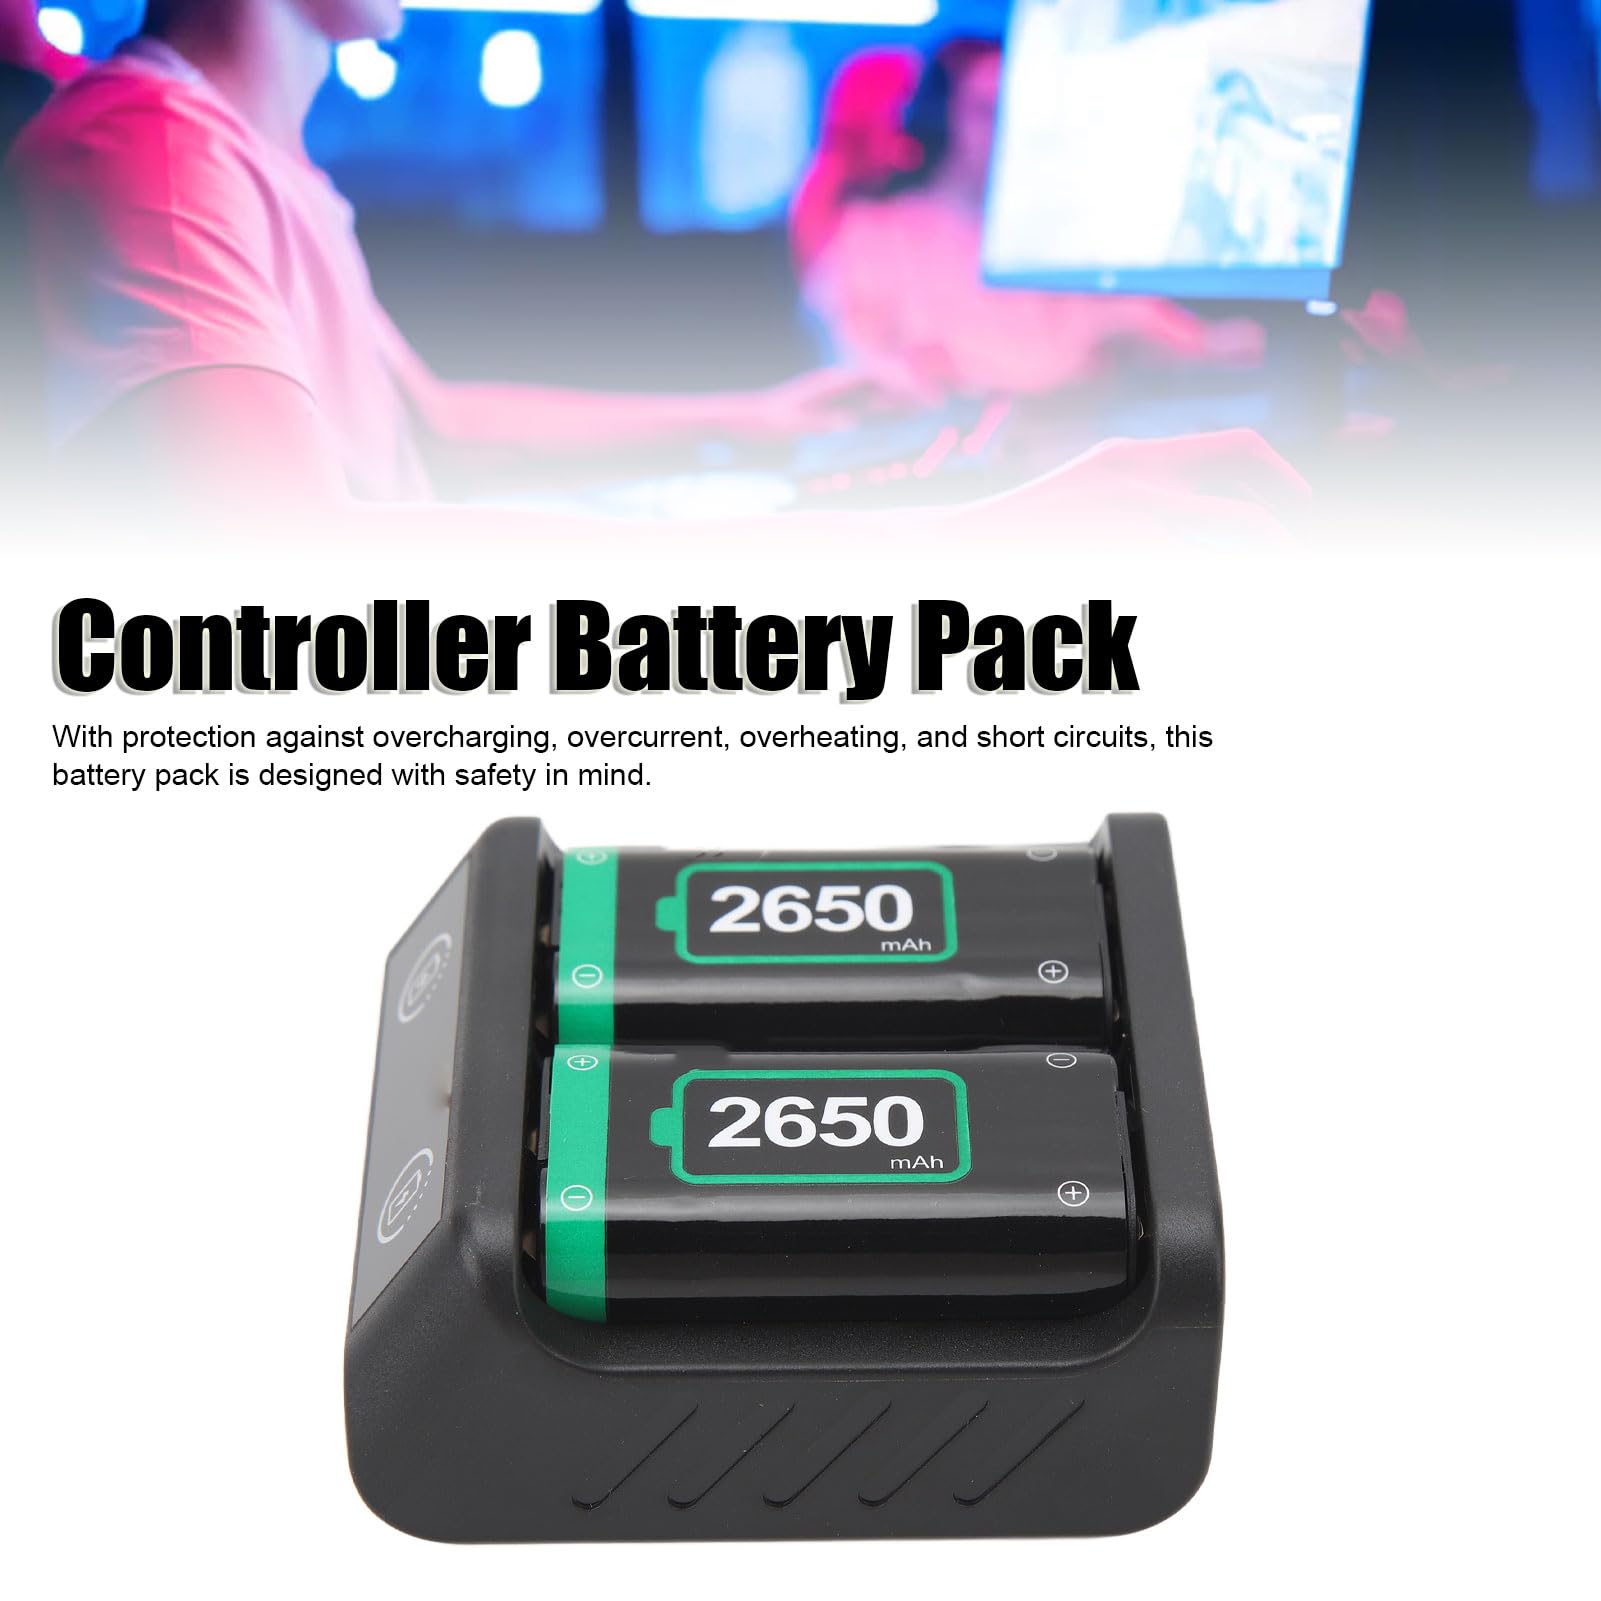 Controller Battery Pack
With protection against overcharging, overcurrent, overheating, and short circuits, this
battery pack is designed with safety in mind.
2650
mAh
2650
mAh